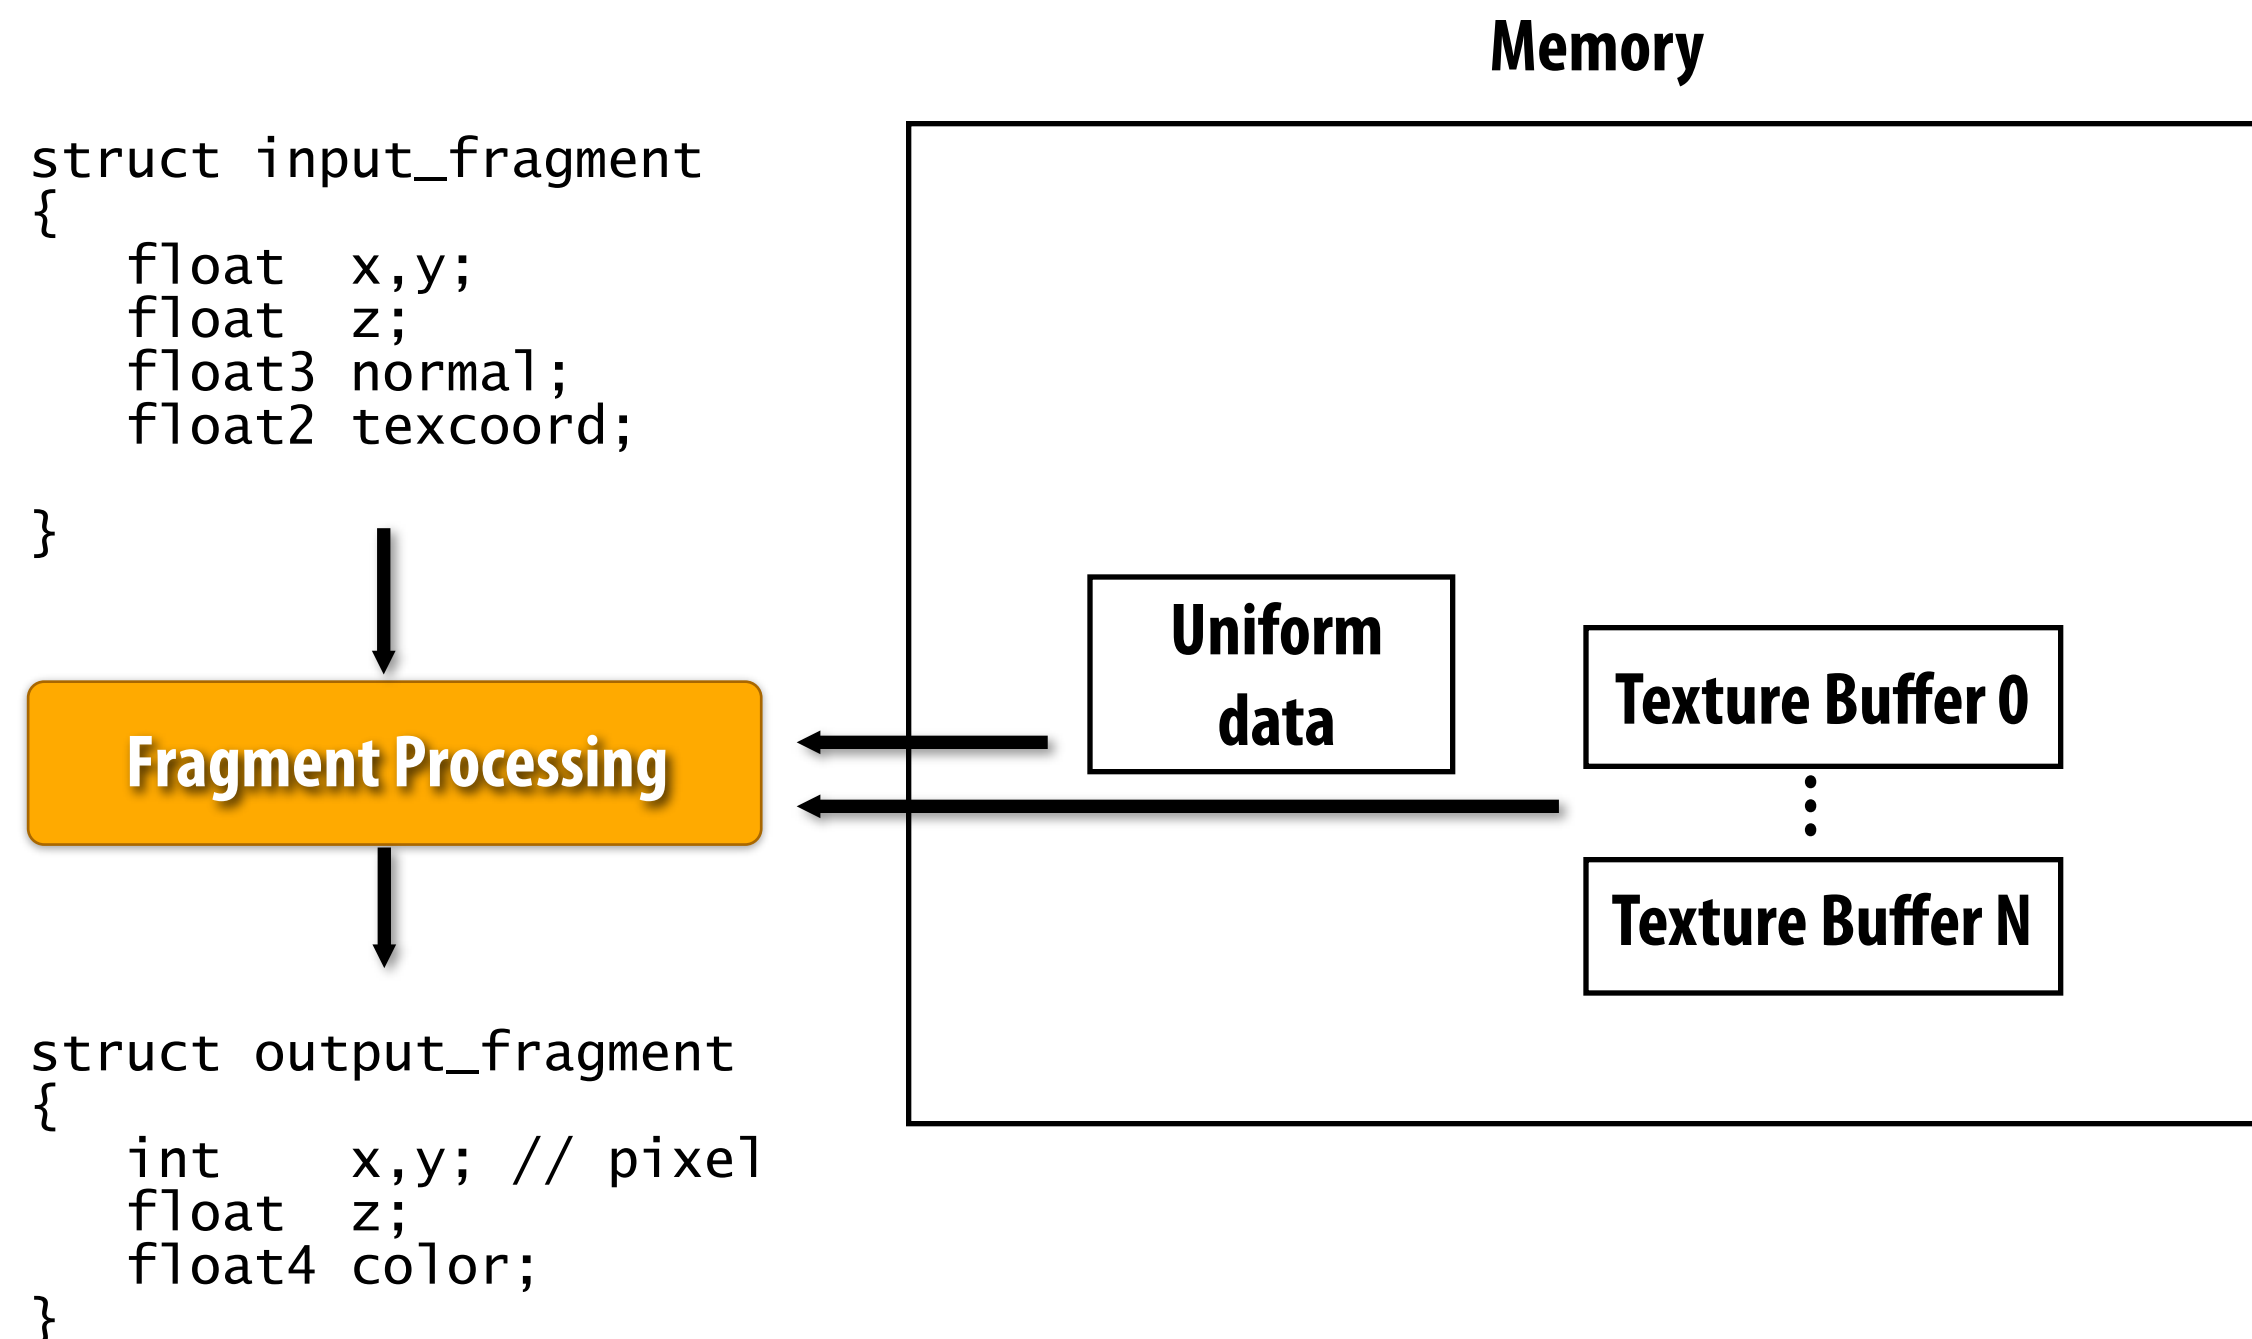 Memory
struct input_fragment
{
   float  x,y;
   float  z;
   float3 normal;
   float2 texcoord;
}
Uniform
data
Texture Buffer 0
Fragment Processing
Texture Buffer N
struct output_fragment
{
   int    x,y; // pixel
   float  z;
   float4 color;
}